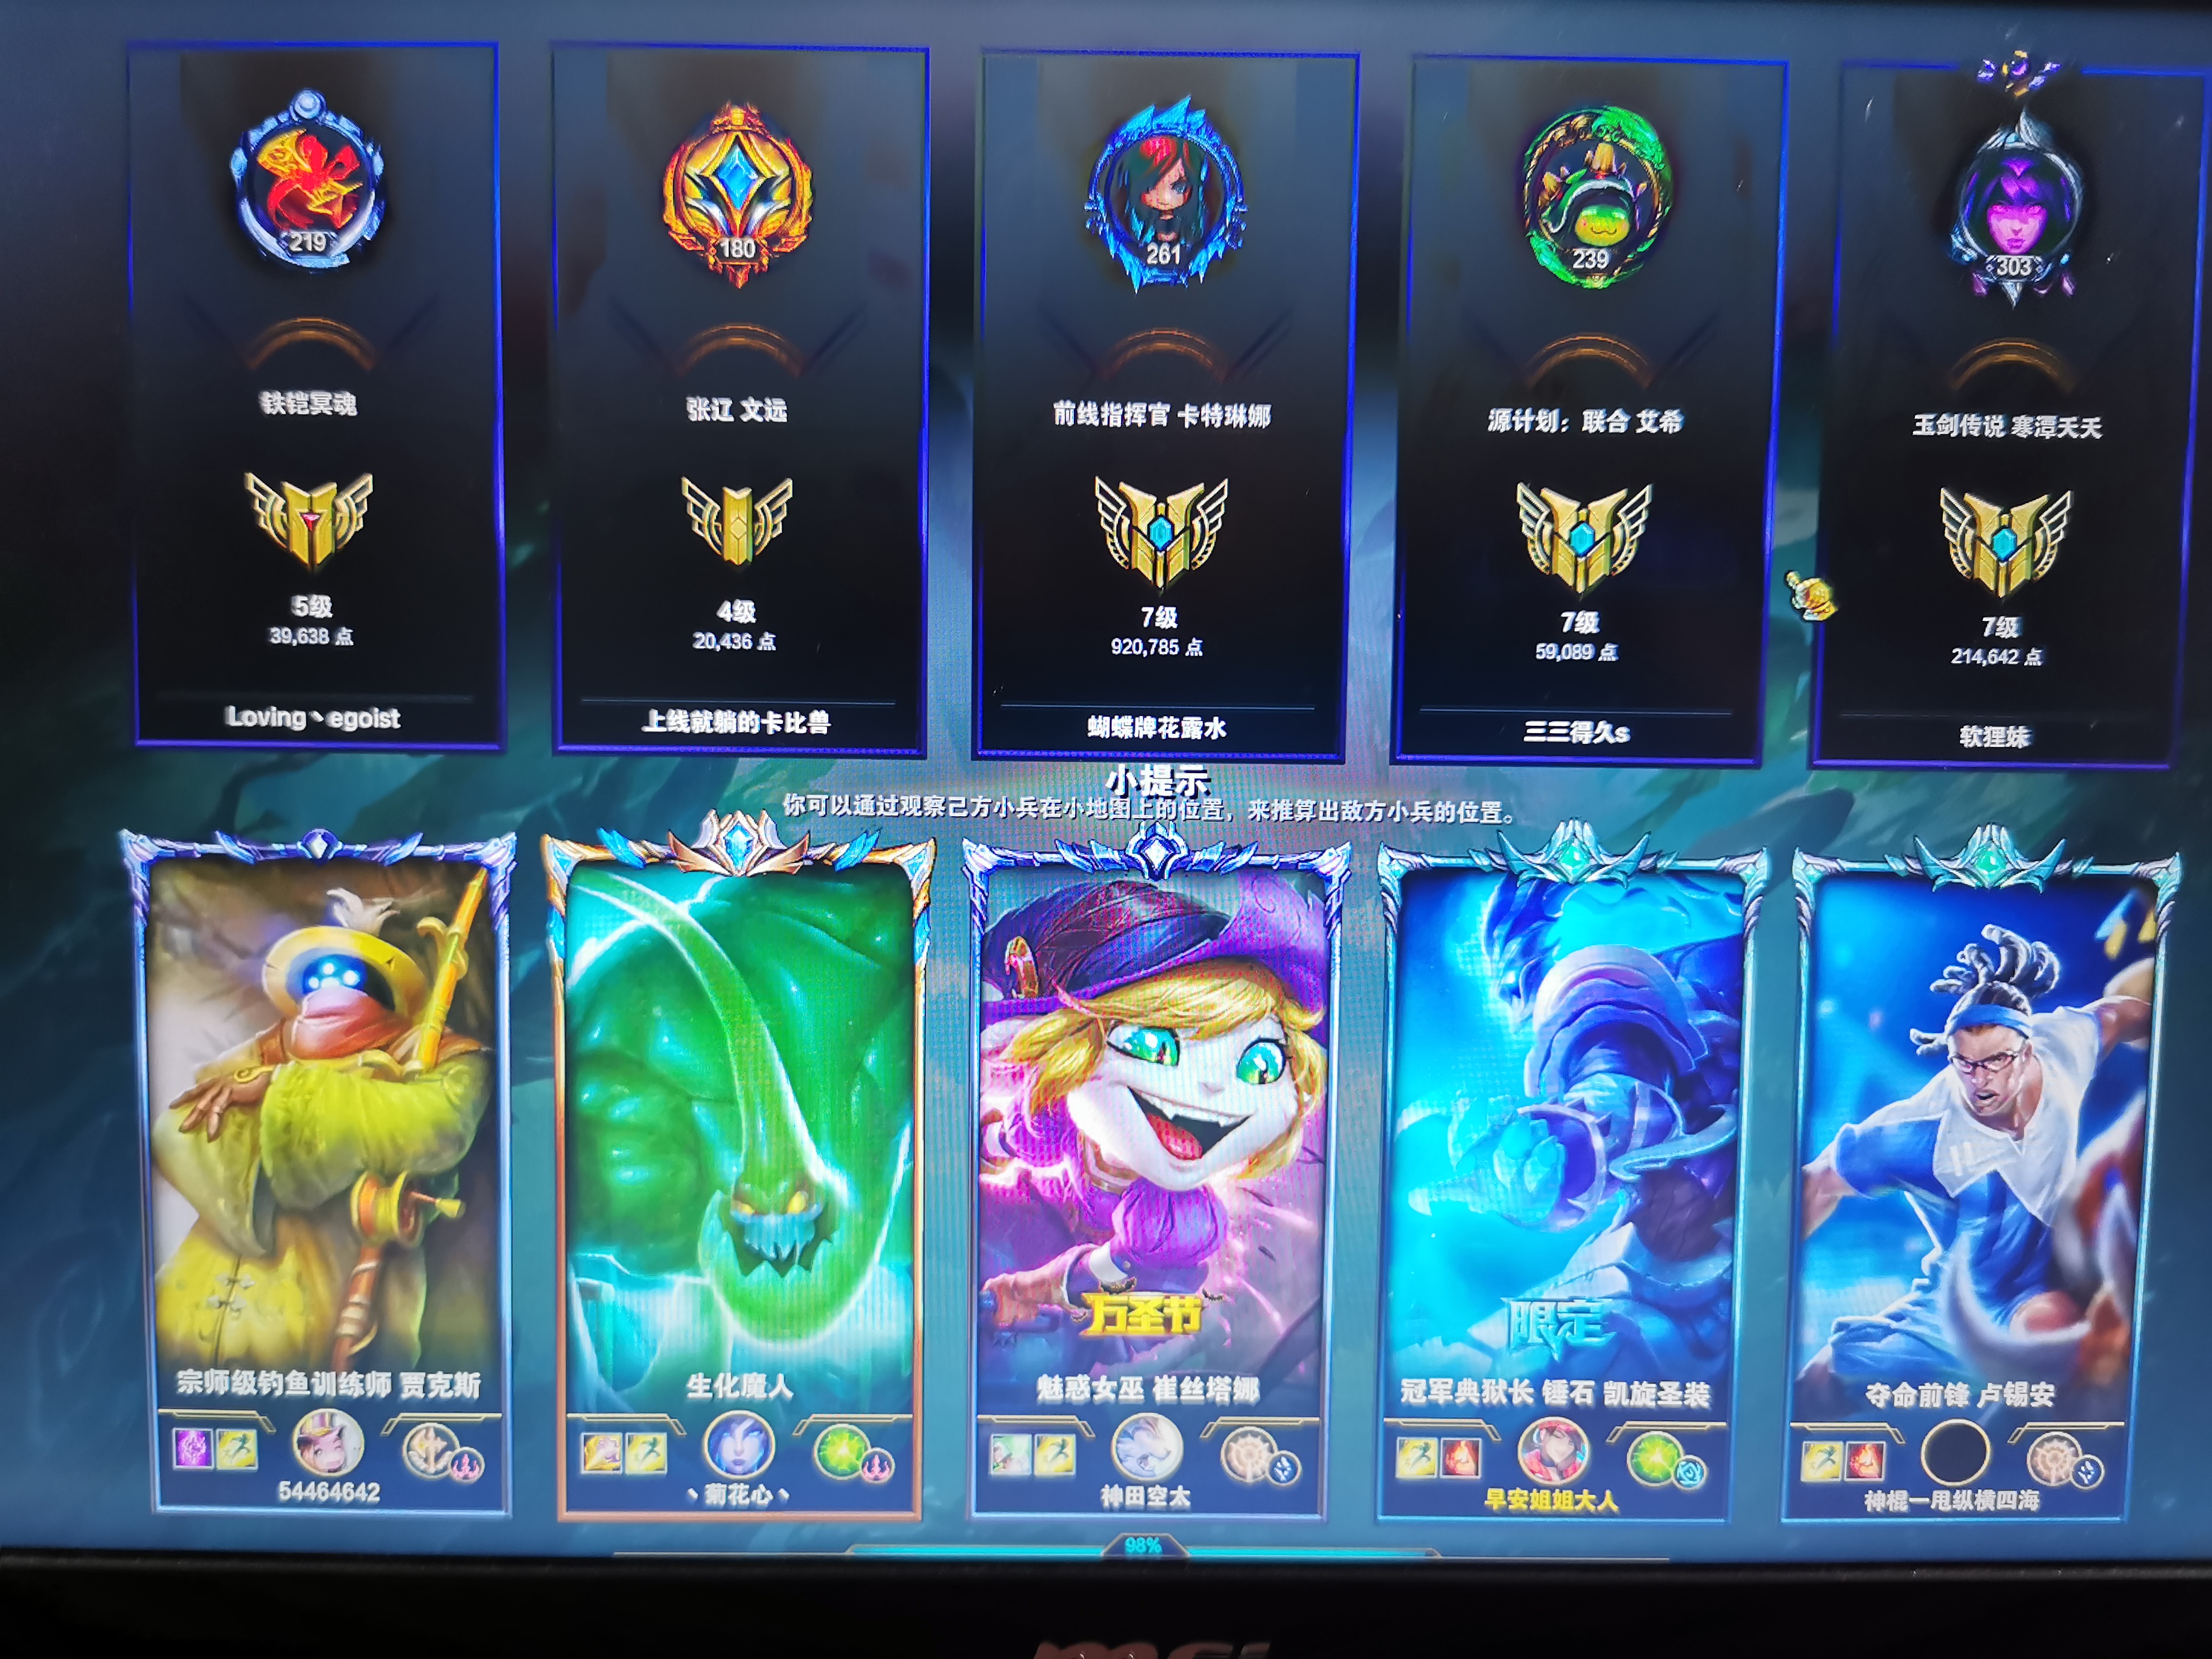 219
180
261
239
303
铁铠冥魂
张辽 文远
前线指挥官 卡特琳娜
源计划：联合 艾希
玉剑传说 寒潭夭夭
5级
4级
7级
7级
7级
39,638 点
20,436 点
920,785 点
59,089 点
214,642 点
Loving丶egoist
上线就躺的卡比兽
蝴蝶牌花露水
三三得久s
软狸妹
小提示
你可以通过观察己方小兵在小地图上的位置，来推算出敌方小兵的位置。
万圣节
限定
宗师级钓鱼训练师 贾克斯
生化魔人
魅惑女巫 崔丝塔娜
冠军典狱长 锤石 凯旋圣装
夺命前锋 卢锡安
54464642
丶菊花心丶
神田空太
早安姐姐大人
神棍一甩纵横四海
98%
msi